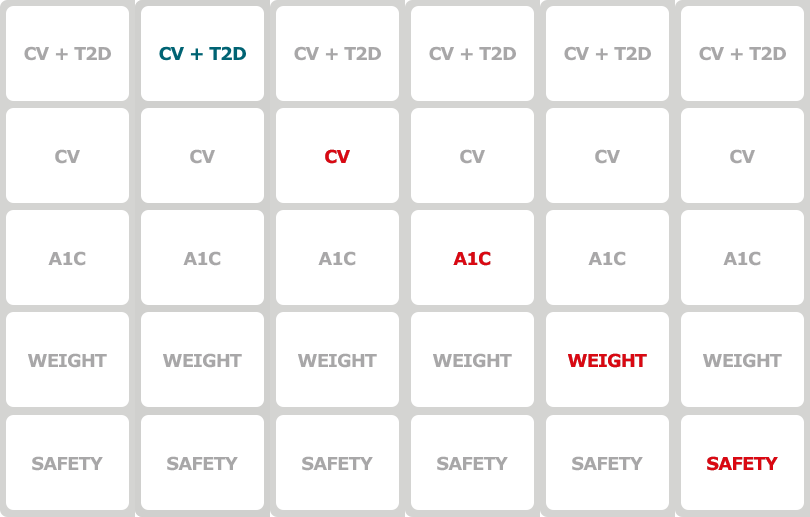 CV + T2D CV + T2D CV + T2D CV + T2D CV + T2D CV + T2D
CV CV CV CV CV CV
A1C A1C A1C A1C A1C A1C
WEIGHT WEIGHT WEIGHT WEIGHT WEIGHT WEIGHT
SAFETY SAFETY SAFETY SAFETY SAFETY SAFETY